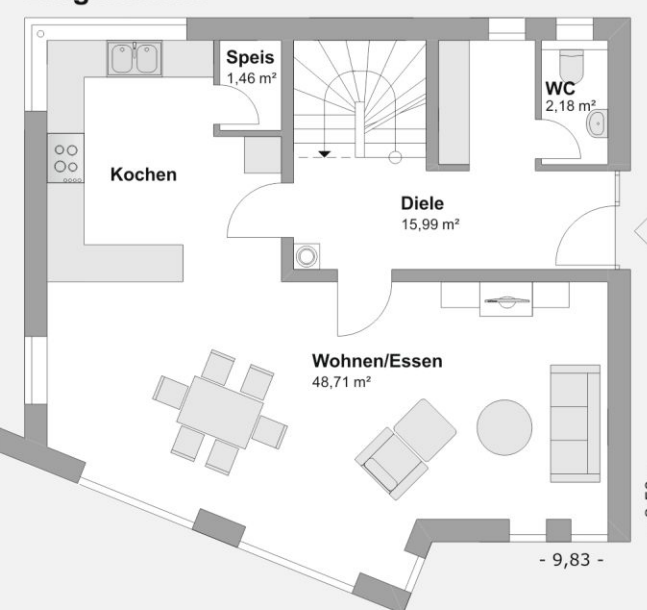 Speis
1,46 m²
WC
2,18 m²
Kochen
Diele
15,99 m²
Wohnen/Essen
48,71 m²
- 9,83 -